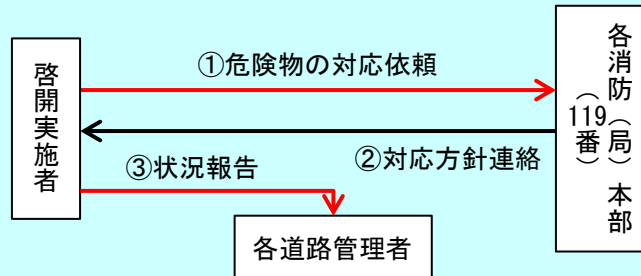 ①危険物の対応依頼
啓開実施者
各消防（局）本部
（119番）
②対応方針連絡
③状況報告
各道路管理者